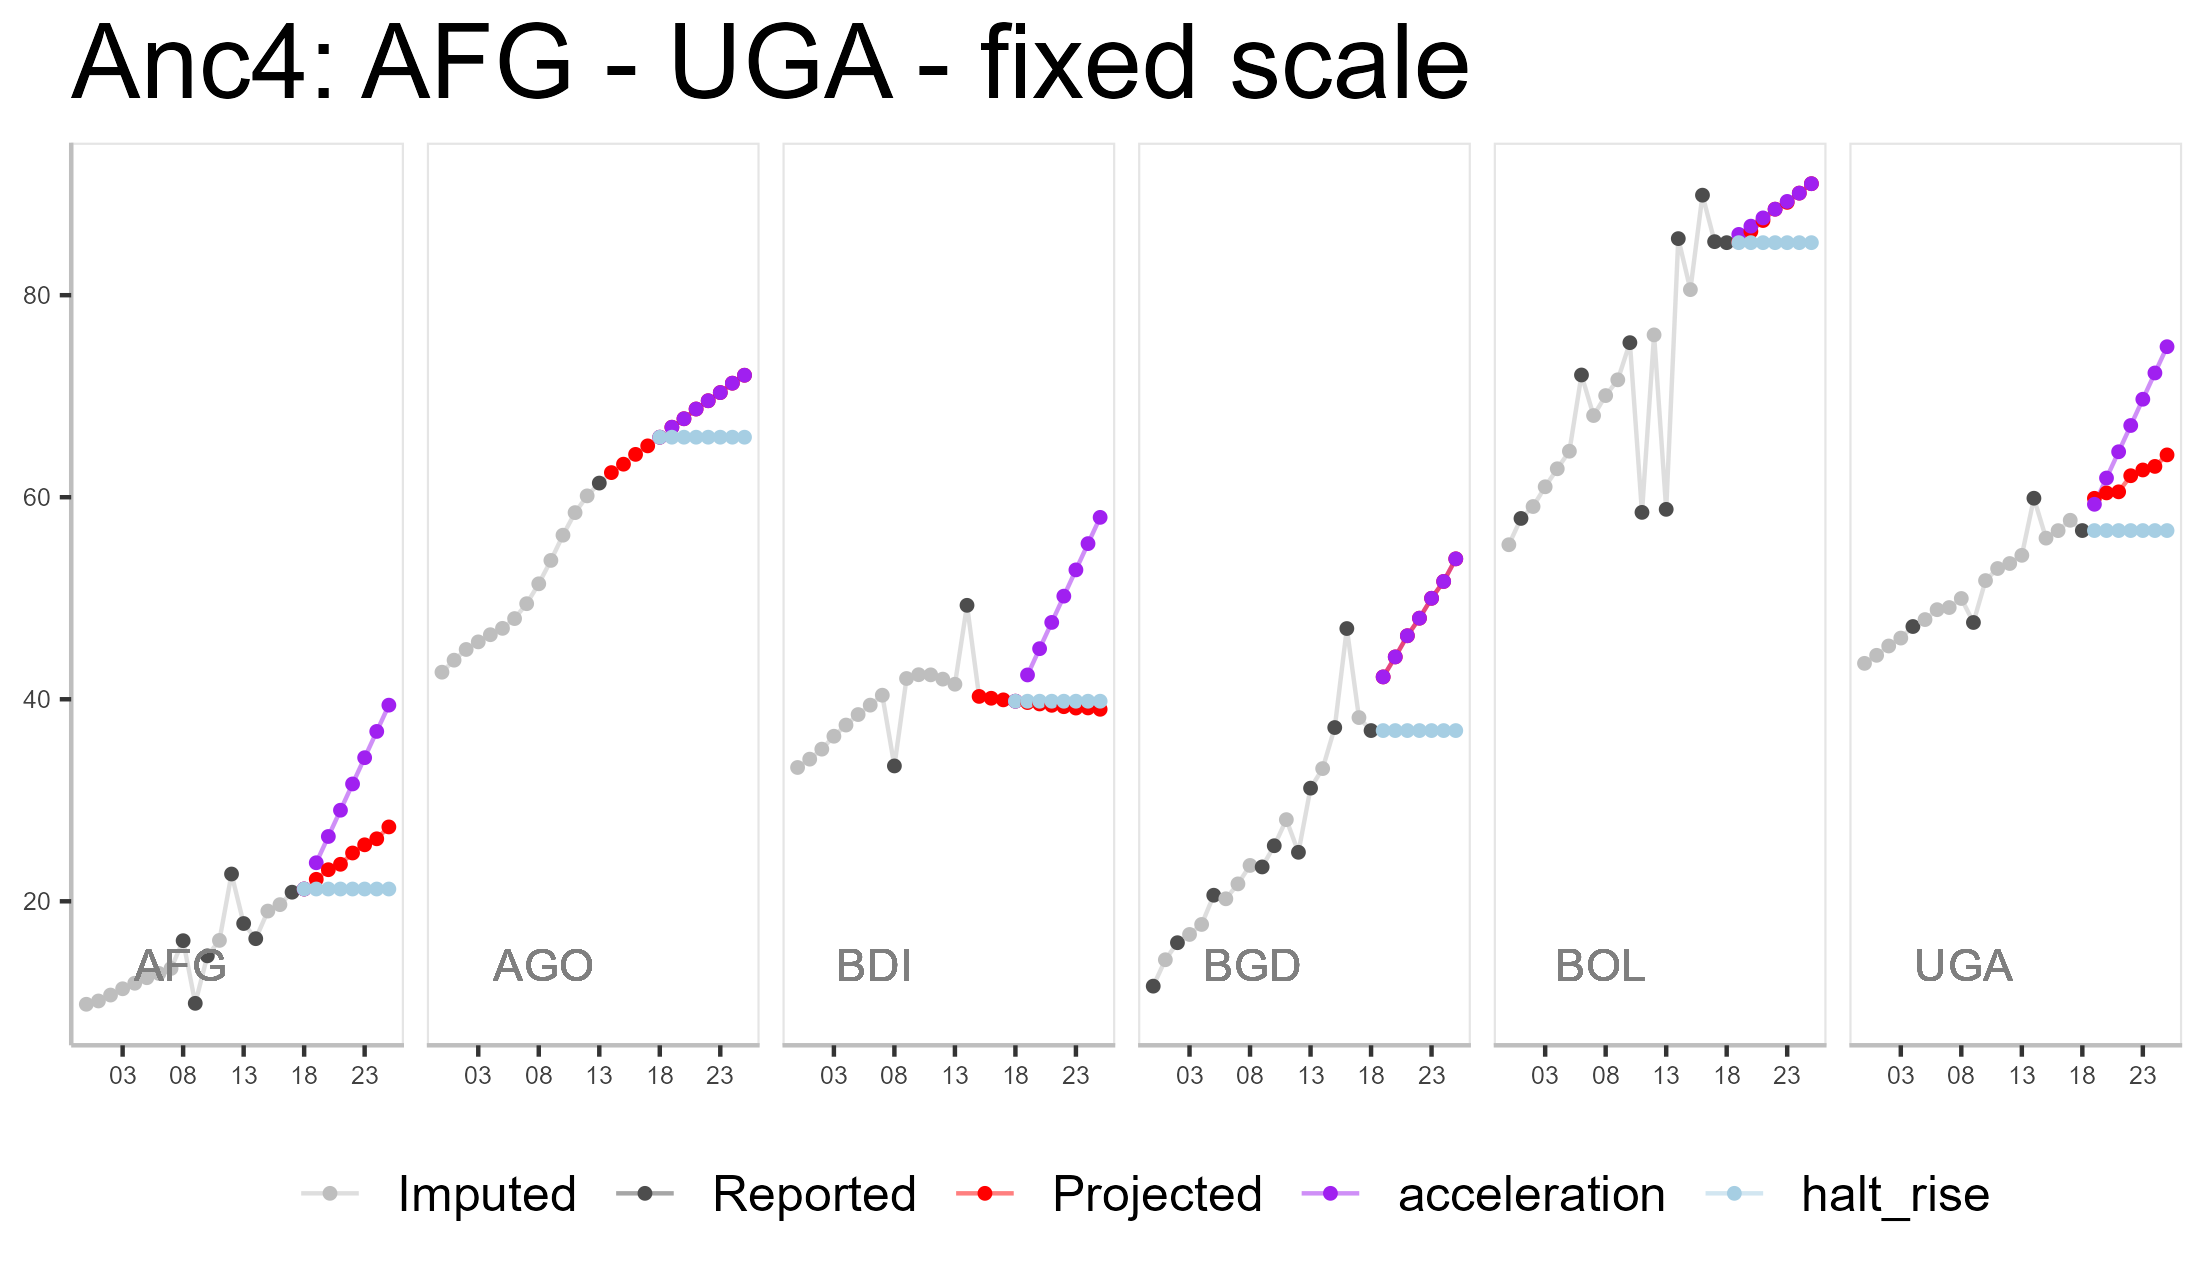 Anc4: AFG - UGA - fixed scale
80
60
40
20
AFG AGO BDI BGD BOL UGA
03 08 13 18 23 03 08 13 18 23 03 08 13 18 23 03 08 13 18 23 03 08 13 18 23 03 08 13 18 23
Imputed Reported Projected acceleration halt_rise